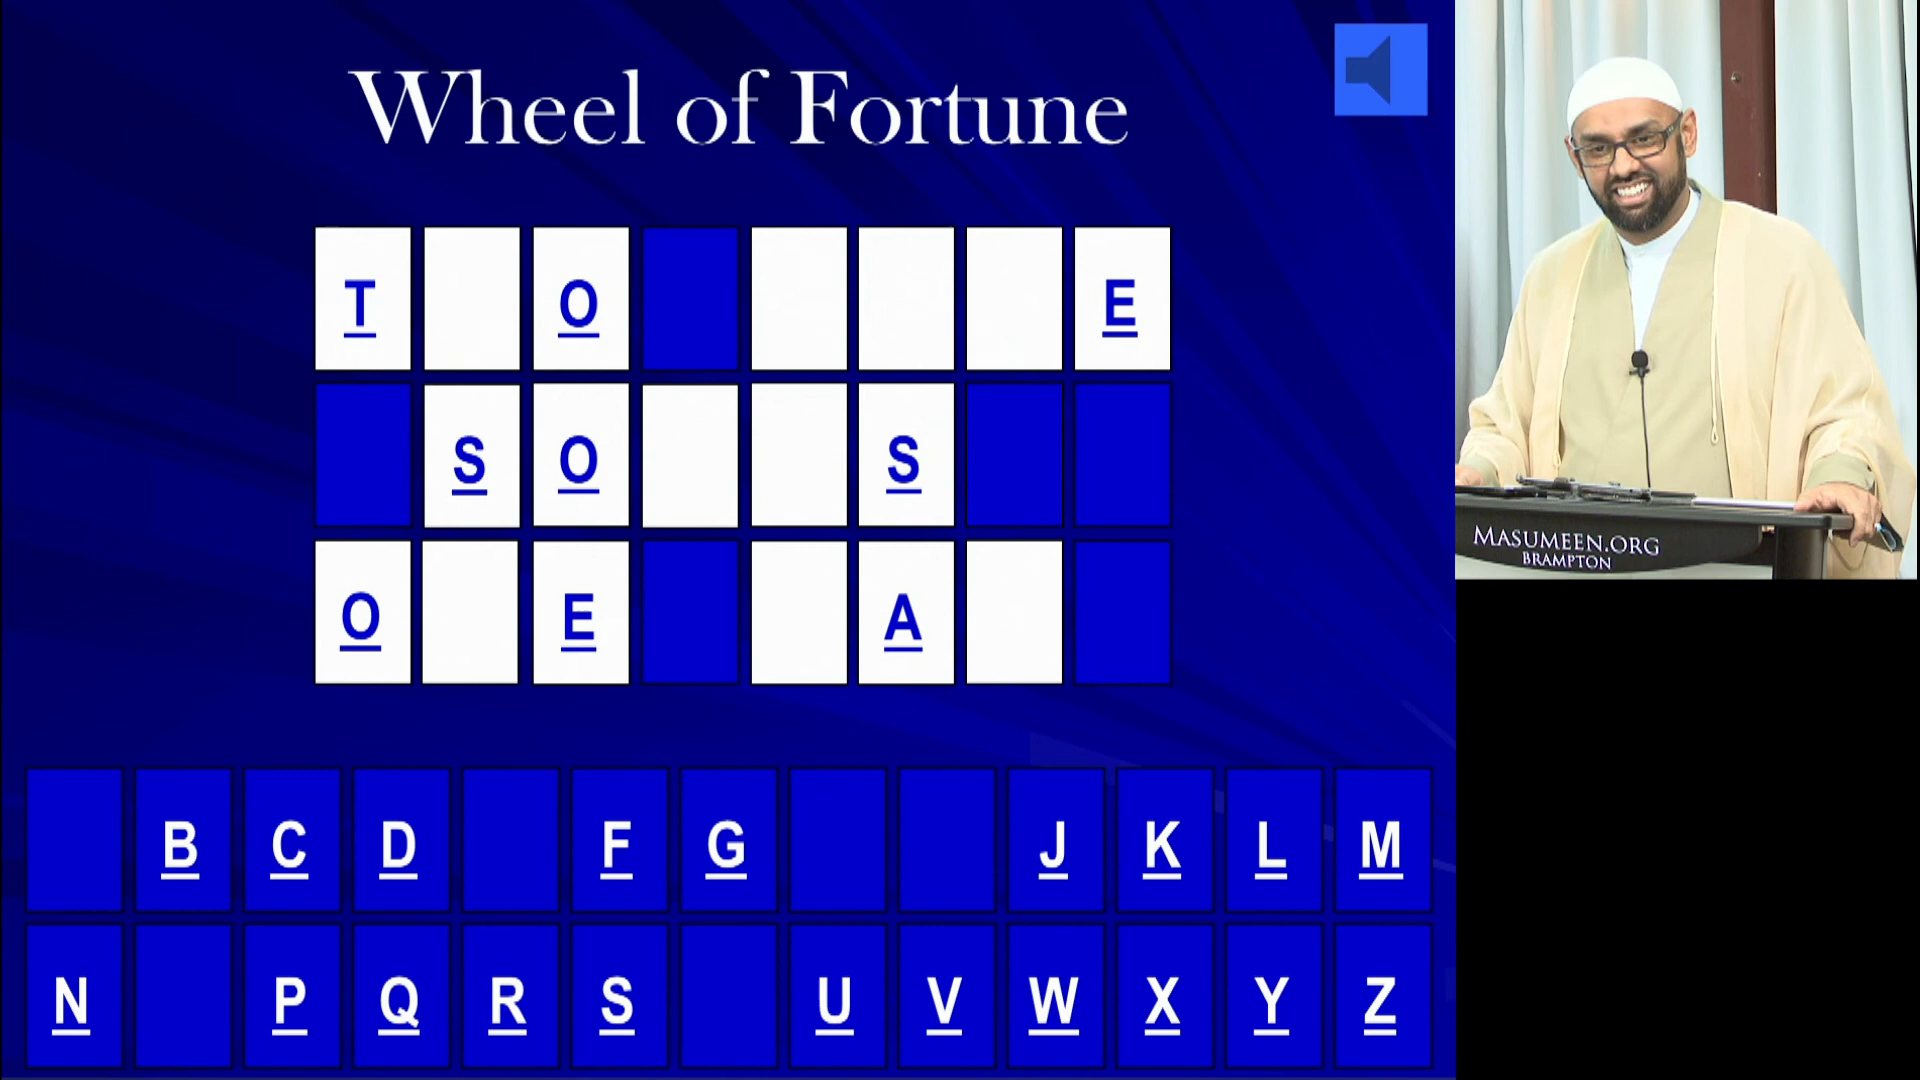 Wheel of Fortune
T O E
S O S
O E A
B C D F G J K L M
N P Q R S U V W X Y Z
MASUMEEN.ORG
BRAMPTON